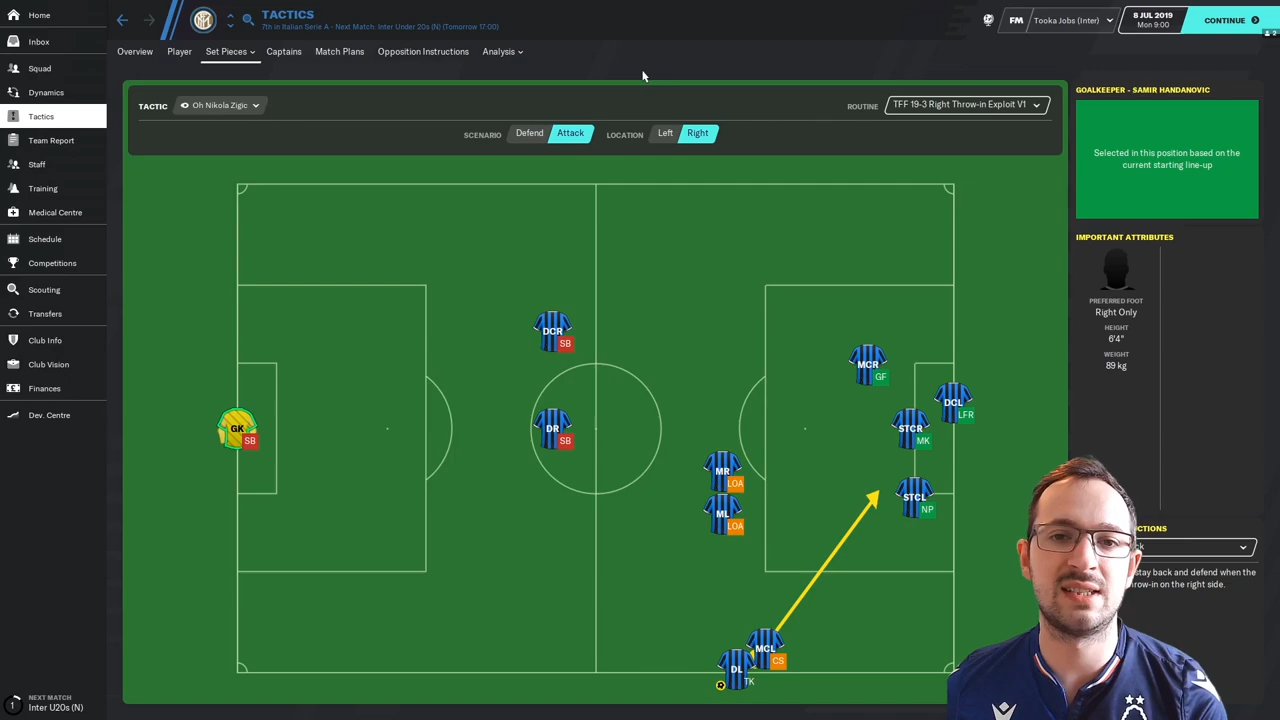 Home
Inbox
Squad
Dynamics
Tactics
Team Report
Staff
Training
Medical Centre
Schedule
Competitions
Scouting
Transfers
Club Info
Club Vision
Finances
Dev. Centre
1
NEXT MATCH
Inter U20s (N)
TACTICS
7th in Italian Serie A - Next Match: Inter Under 20s (N) (Tomorrow 17:00)
FM
Tooka Jobs (Inter)
8 JUL 2019
Mon 9:00
CONTINUE
2
Overview
Player
Set Pieces
Captains
Match Plans
Opposition Instructions
Analysis
TACTIC
Oh Nikola Zigic
ROUTINE
TFF 19-3 Right Throw-in Exploit V1
SCENARIO
Defend
Attack
LOCATION
Left
Right
DCR
SB
MCR
GF
DCL
LFR
GK
SB
DR
SB
STCR
MK
MR
LOA
STCL
NP
ML
LOA
MCL
CS
DL
TK
GOALKEEPER - SAMIR HANDANOVIC
Selected in this position based on the
current starting line-up
IMPORTANT ATTRIBUTES
PREFERRED FOOT
Right Only
HEIGHT
6'4"
WEIGHT
89 kg
stay back and defend when the
throw-in on the right side.